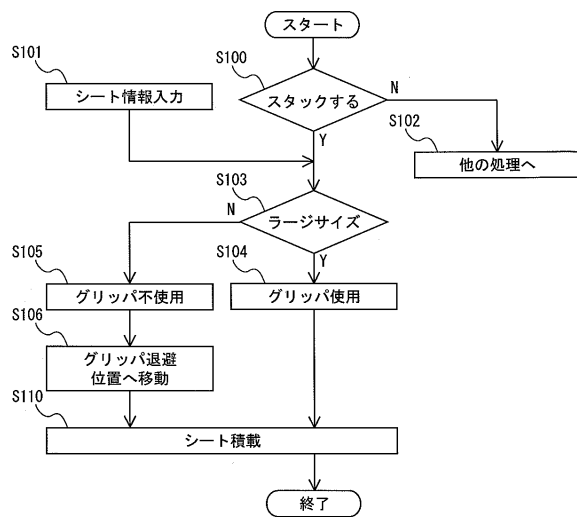 スタート
S101
S100
シート情報入力
スタックする
N
S102
Y
他の処理へ
S103
N
ラージサイズ
S105
S104
Y
グリッパ不使用
グリッパ使用
S106
グリッパ退避
位置へ移動
S110
シート積載
終了